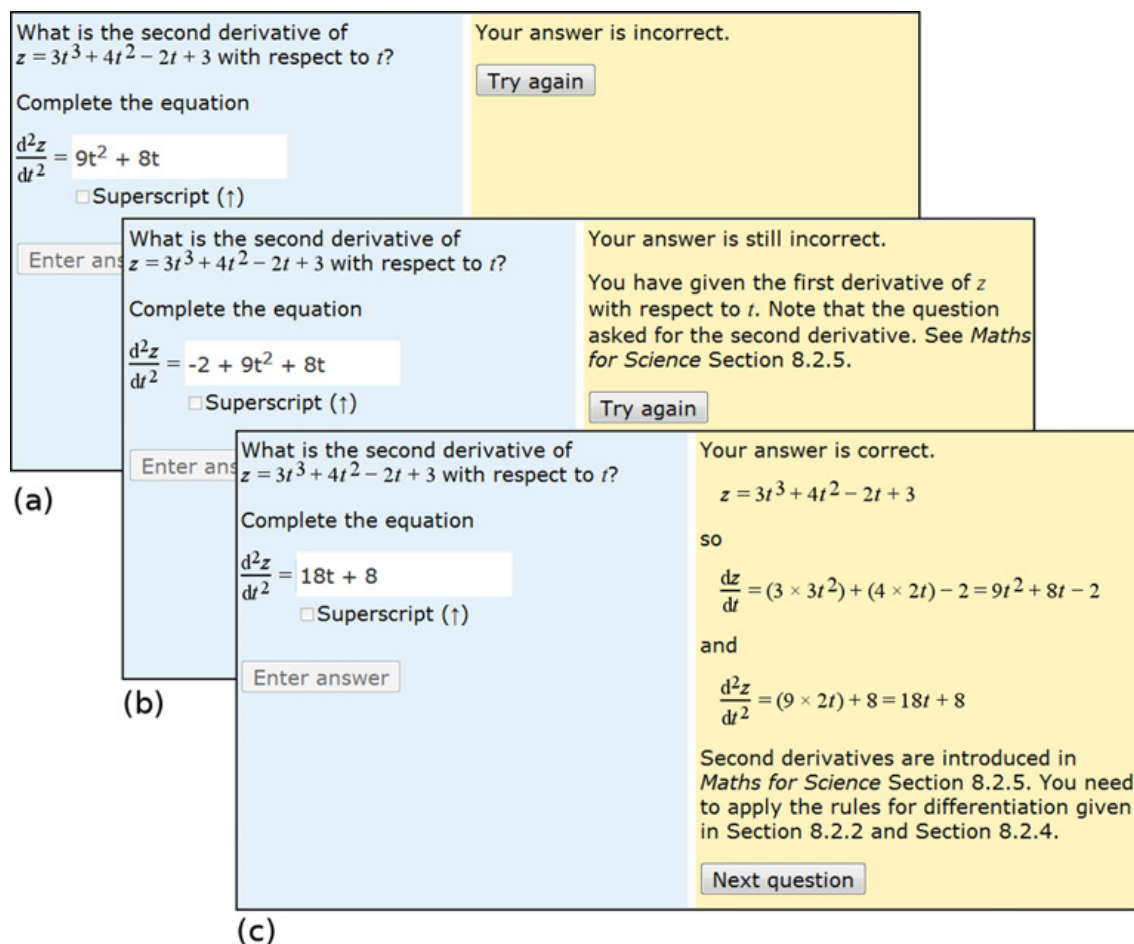 What is the second derivative of
z = 3t³ + 4t² − 2t + 3 with respect to t?
Complete the equation
d²z/dt² = 9t² + 8t
Superscript (↑)
Enter ans
Your answer is incorrect.
Try again
(a)
What is the second derivative of
z = 3t³ + 4t² − 2t + 3 with respect to t?
Complete the equation
d²z/dt² = -2 + 9t² + 8t
Superscript (↑)
Enter ans
Your answer is still incorrect.
You have given the first derivative of z
with respect to t. Note that the question
asked for the second derivative. See Maths
for Science Section 8.2.5.
Try again
(b)
What is the second derivative of
z = 3t³ + 4t² − 2t + 3 with respect to t?
Complete the equation
d²z/dt² = 18t + 8
Superscript (↑)
Enter answer
Your answer is correct.
z = 3t³ + 4t² − 2t + 3
so
dz/dt = (3 × 3t²) + (4 × 2t) − 2 = 9t² + 8t − 2
and
d²z/dt² = (9 × 2t) + 8 = 18t + 8
Second derivatives are introduced in
Maths for Science Section 8.2.5. You need
to apply the rules for differentiation given
in Section 8.2.2 and Section 8.2.4.
Next question
(c)